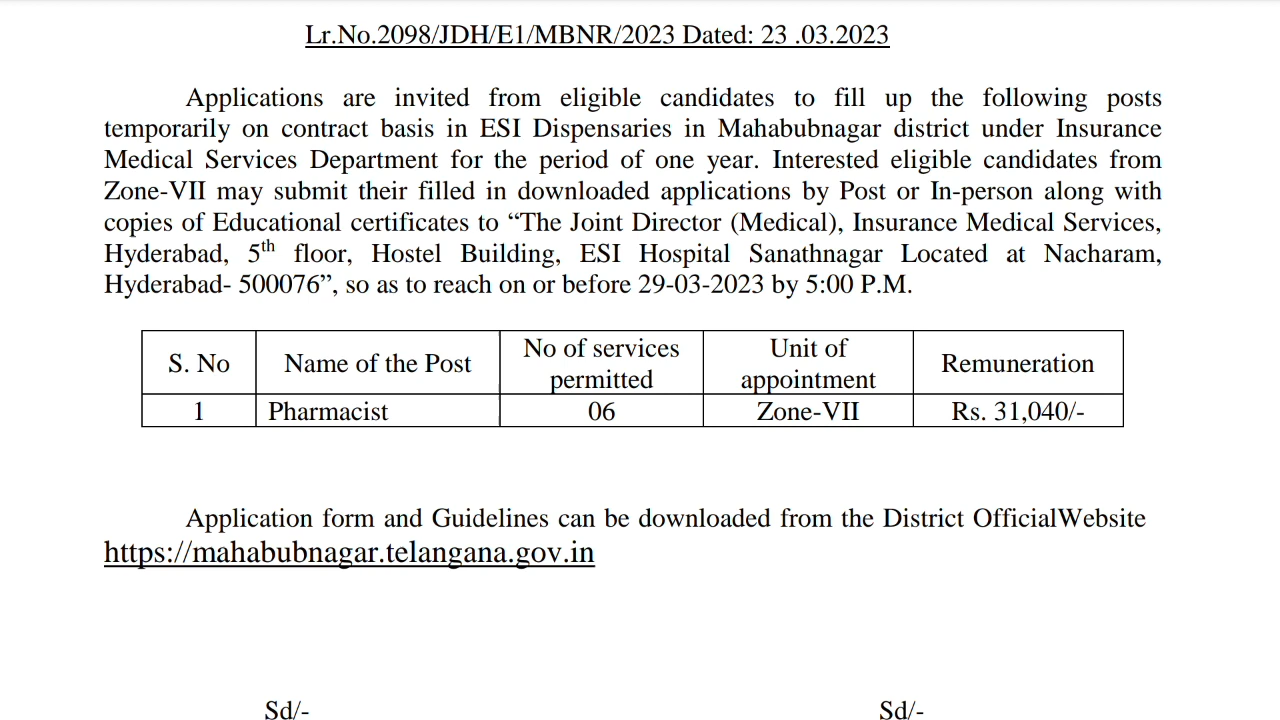 Lr.No.2098/JDH/E1/MBNR/2023 Dated: 23 .03.2023
Applications are invited from eligible candidates to fill up the following posts
temporarily on contract basis in ESI Dispensaries in Mahabubnagar district under Insurance
Medical Services Department for the period of one year. Interested eligible candidates from
Zone-VII may submit their filled in downloaded applications by Post or In-person along with
copies of Educational certificates to “The Joint Director (Medical), Insurance Medical Services,
Hyderabad, 5th floor, Hostel Building, ESI Hospital Sanathnagar Located at Nacharam,
Hyderabad- 500076”, so as to reach on or before 29-03-2023 by 5:00 P.M.
S. No Name of the Post No of services permitted Unit of appointment Remuneration
1 Pharmacist 06 Zone-VII Rs. 31,040/-
Application form and Guidelines can be downloaded from the District OfficialWebsite
https://mahabubnagar.telangana.gov.in
Sd/- Sd/-